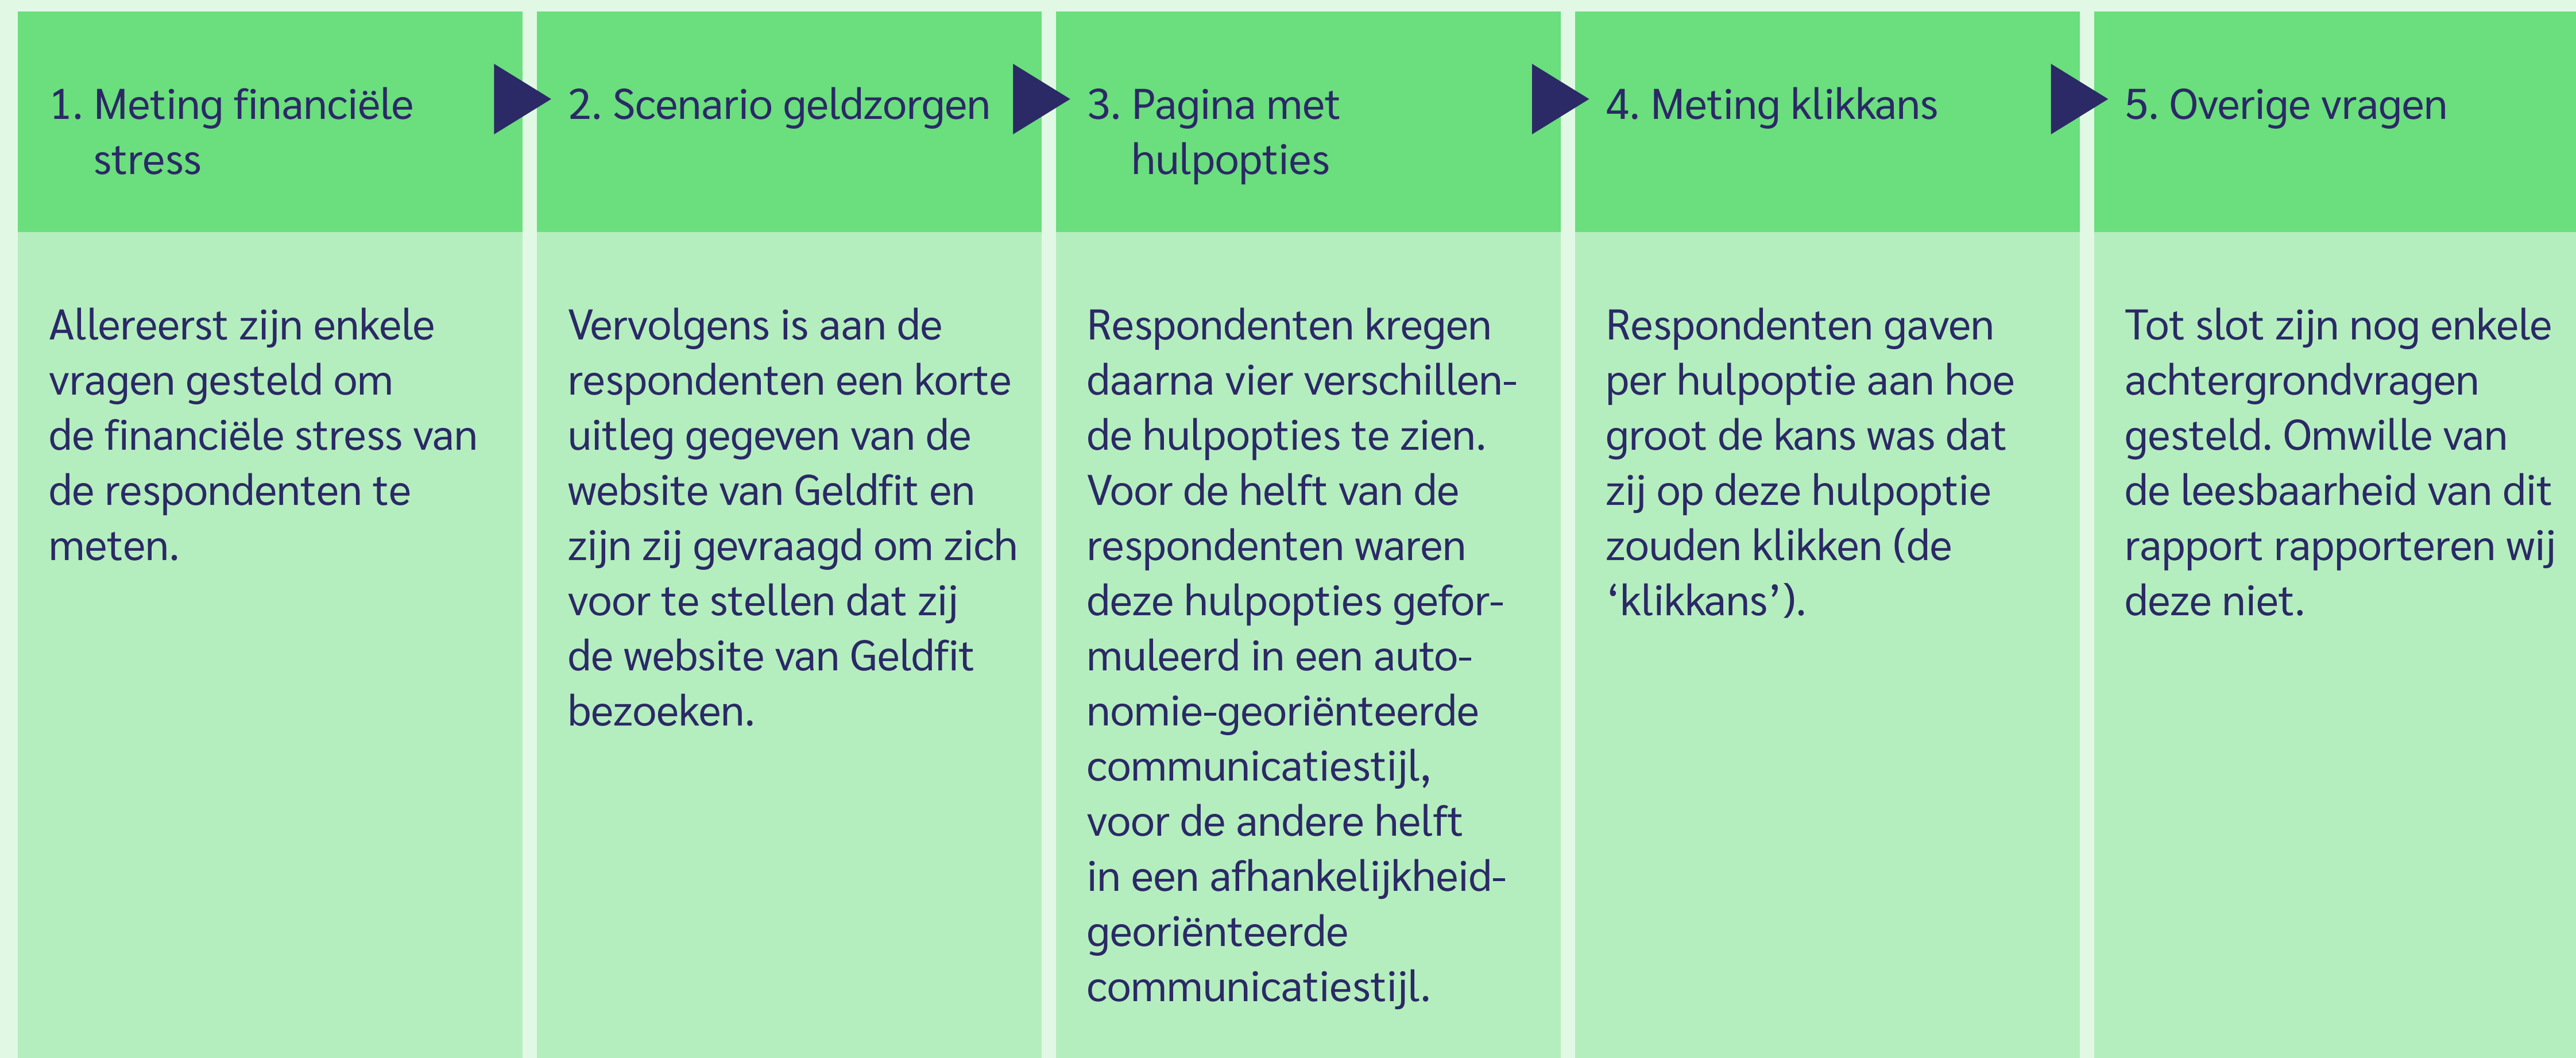 1. Meting financiële
stress
Allereerst zijn enkele
vragen gesteld om
de financiële stress van
de respondenten te
meten.
2. Scenario geldzorgen
Vervolgens is aan de
respondenten een korte
uitleg gegeven van de
website van Geldfit en
zijn zij gevraagd om zich
voor te stellen dat zij
de website van Geldfit
bezoeken.
3. Pagina met
hulpopties
Respondenten kregen
daarna vier verschillen-
de hulpopties te zien.
Voor de helft van de
respondenten waren
deze hulpopties gefor-
muleerd in een auto-
nomie-georiënteerde
communicatiestijl,
voor de andere helft
in een afhankelijkheid-
georiënteerde
communicatiestijl.
4. Meting klikkans
Respondenten gaven
per hulpoptie aan hoe
groot de kans was dat
zij op deze hulpoptie
zouden klikken (de
‘klikkans’).
5. Overige vragen
Tot slot zijn nog enkele
achtergrondvragen
gesteld. Omwille van
de leesbaarheid van dit
rapport rapporteren wij
deze niet.